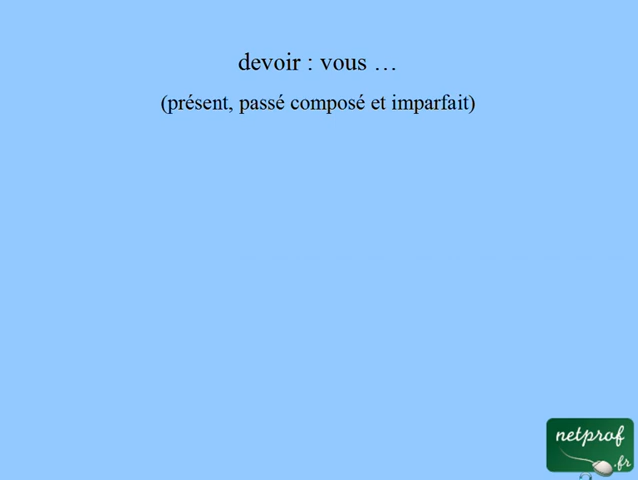 devoir : vous …
(présent, passé composé et imparfait)
netprof
.fr